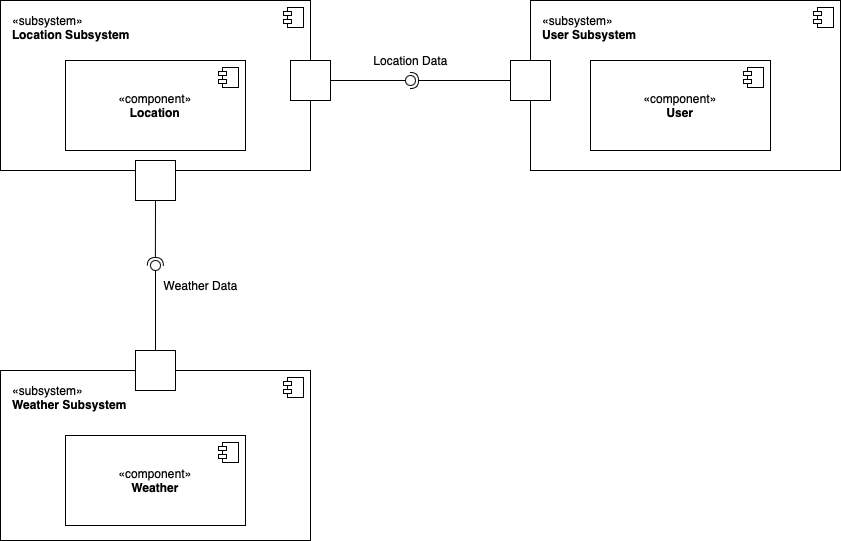 «subsystem»
Location Subsystem
«component»
Location
Location Data
«subsystem»
User Subsystem
«component»
User
Weather Data
«subsystem»
Weather Subsystem
«component»
Weather